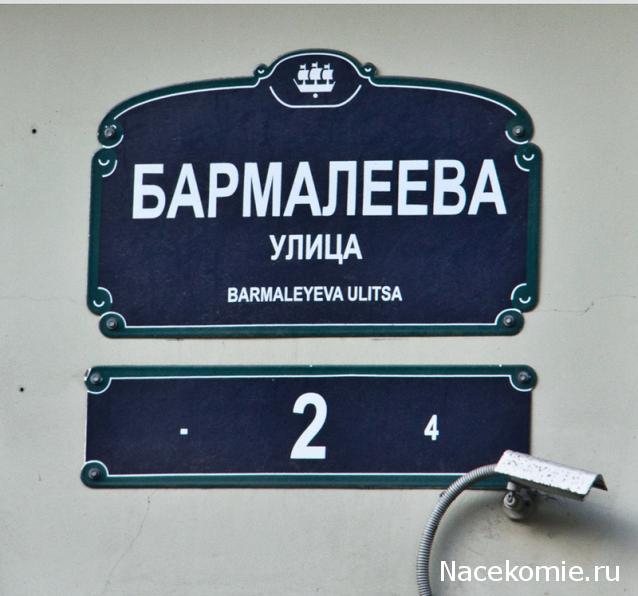 БАРМАЛЕЕВА
УЛИЦА
BARMALEYEVA ULITSA
- 2 4
Nacekomie.ru